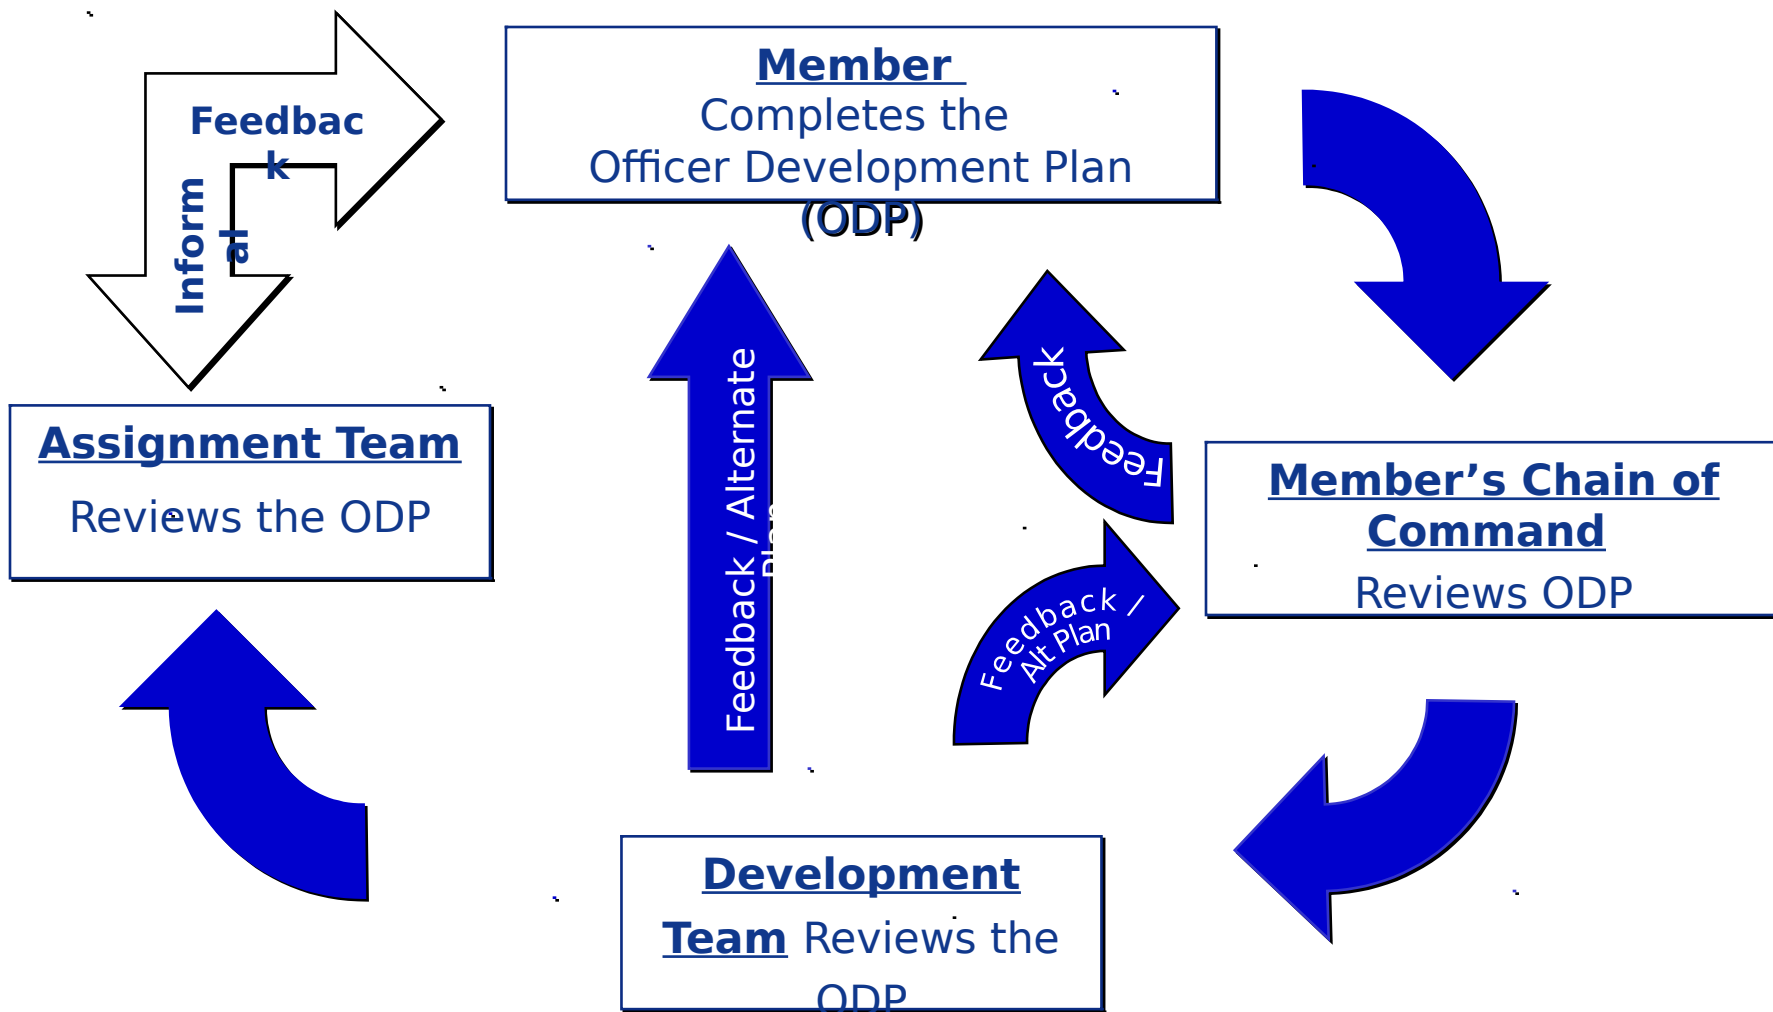 Feedbac
k
Inform
al
Member
Completes the
Officer Development Plan
(ODP)
Assignment Team
Reviews the ODP
Feedback / Alternate
Plan
Feedback
Feedback /
Alt Plan
Member’s Chain of
Command
Reviews ODP
Development
Team Reviews the
ODP